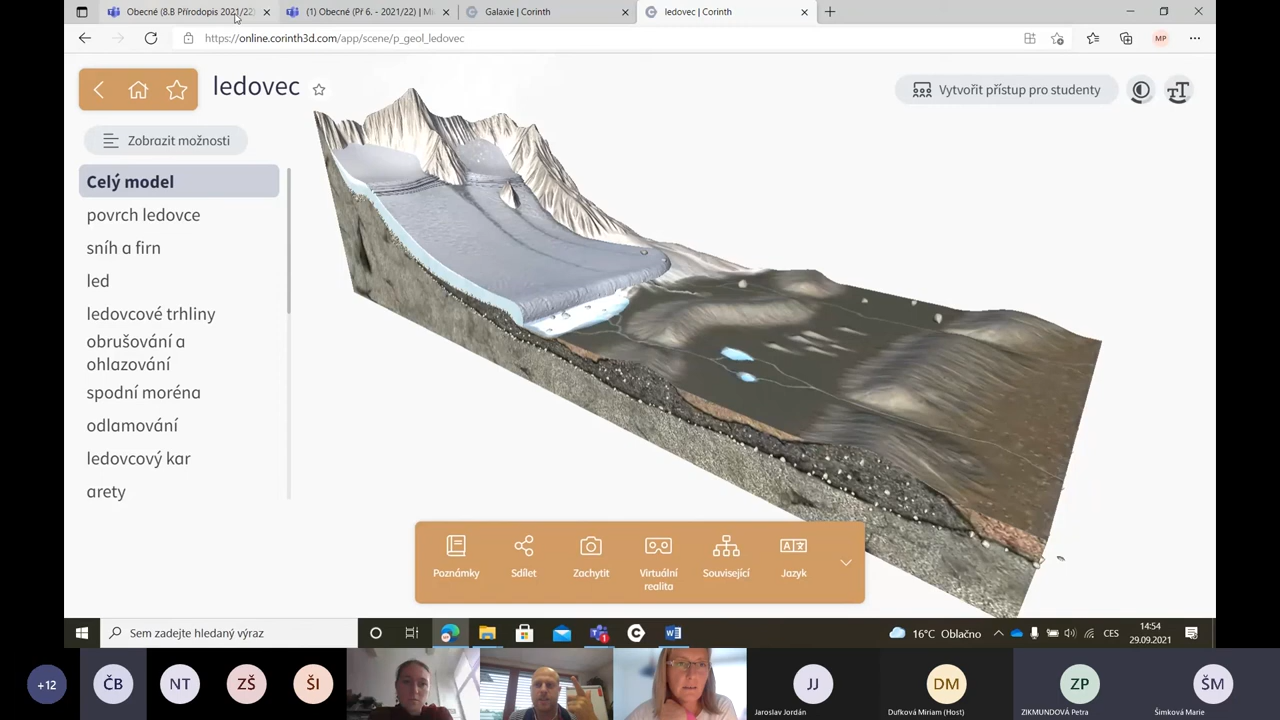 Obecné (8.B Přírodopis 2021/22)
(1) Obecné (Př 6. - 2021/22) | Mi
Galaxie | Corinth
ledovec | Corinth
https://online.corinth3d.com/app/scene/p_geol_ledovec
MP
ledovec
Vytvořit přístup pro studenty
TT
Zobrazit možnosti
Celý model
povrch ledovce
sníh a firn
led
ledovcové trhliny
obrušování a
ohlazování
spodní moréna
odlamování
ledovcový kar
arety
Poznámky
Sdílet
Zachytit
Virtuální
realita
Související
Jazyk
Sem zadejte hledaný výraz
16°C Oblačno
CES
14:54
29.09.2021
+12
ČB
NT
ZŠ
ŠI
JJ
DM
ZP
ŠM
Jaroslav Jordán
Dufková Miriam (Host)
ZIKMUNDOVÁ Petra
Šimková Marie